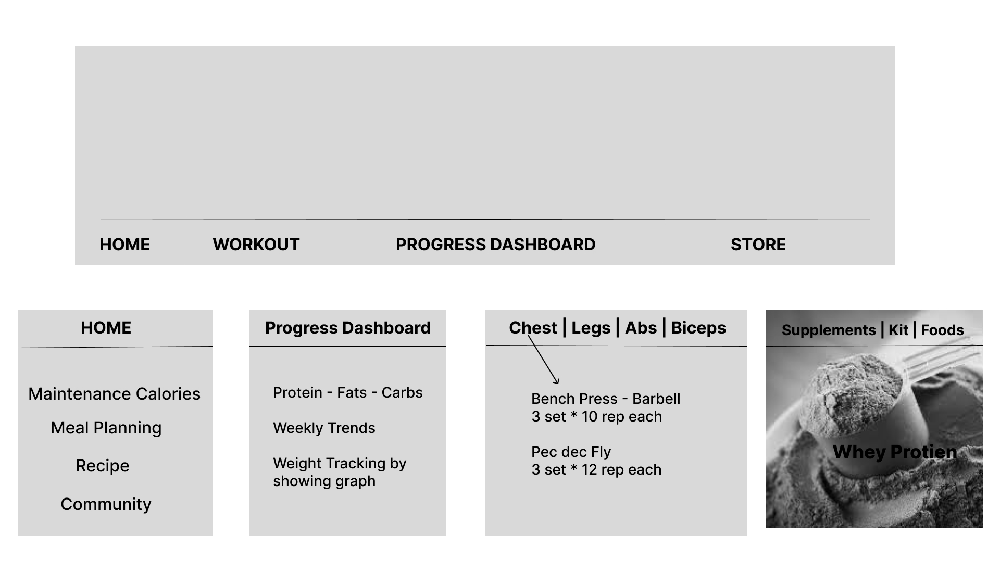 HOME
WORKOUT
PROGRESS DASHBOARD
STORE
HOME
Maintenance Calories
Meal Planning
Recipe
Community
Progress Dashboard
Protein - Fats - Carbs
Weekly Trends
Weight Tracking by
showing graph
Chest | Legs | Abs | Biceps
Bench Press - Barbell
3 set * 10 rep each
Pec dec Fly
3 set * 12 rep each
Supplements | Kit | Foods
Whey Protien